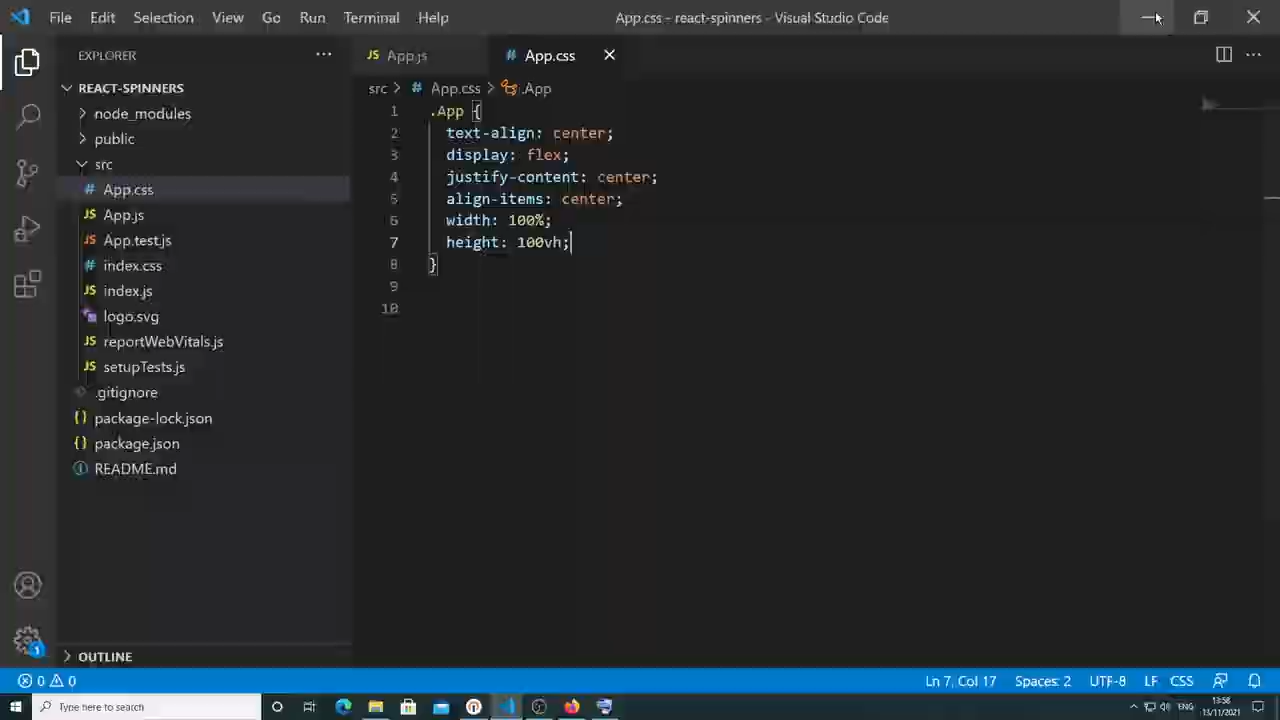 File Edit Selection View Go Run Terminal Help App.css - react-spinners - Visual Studio Code
EXPLORER
REACT-SPINNERS
node_modules
public
src
# App.css
JS App.js
JS App.test.js
# index.css
JS index.js
logo.svg
JS reportWebVitals.js
JS setupTests.js
.gitignore
{} package-lock.json
{} package.json
README.md
OUTLINE
JS App.js # App.css
src > # App.css > .App
1 .App {
2 text-align: center;
3 display: flex;
4 justify-content: center;
5 align-items: center;
6 width: 100%;
7 height: 100vh;
8 }
9
10
1
0 0 Ln 7, Col 17 Spaces: 2 UTF-8 LF CSS
Type here to search ENG 13:58
13/11/2021